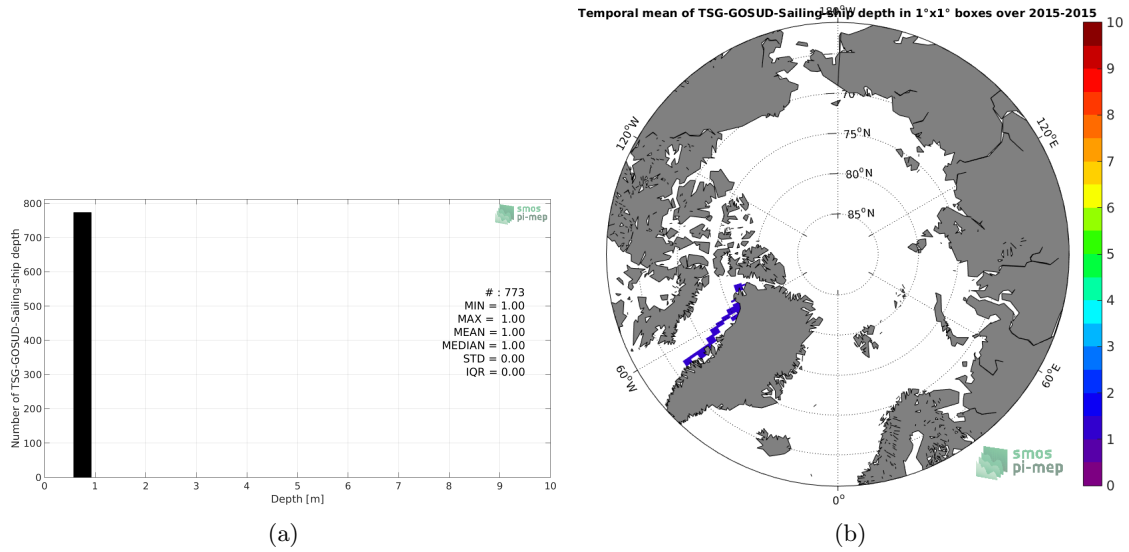 800
700
600
500
400
300
200
100
0
Number of TSG-GOSUD-Sailing-ship depth
0 1 2 3 4 5 6 7 8 9 10
Depth [m]
smos
pi-mep
# : 773
MIN = 1.00
MAX = 1.00
MEAN = 1.00
MEDIAN = 1.00
STD = 0.00
IQR = 0.00
(a)
Temporal mean of TSG-GOSUD-Sailing-ship depth in 1°x1° boxes over 2015-2015
180°W
120°W
120°E
70°N
75°N
80°N
85°N
60°W
60°E
0°
smos
pi-mep
10
9
8
7
6
5
4
3
2
1
0
(b)